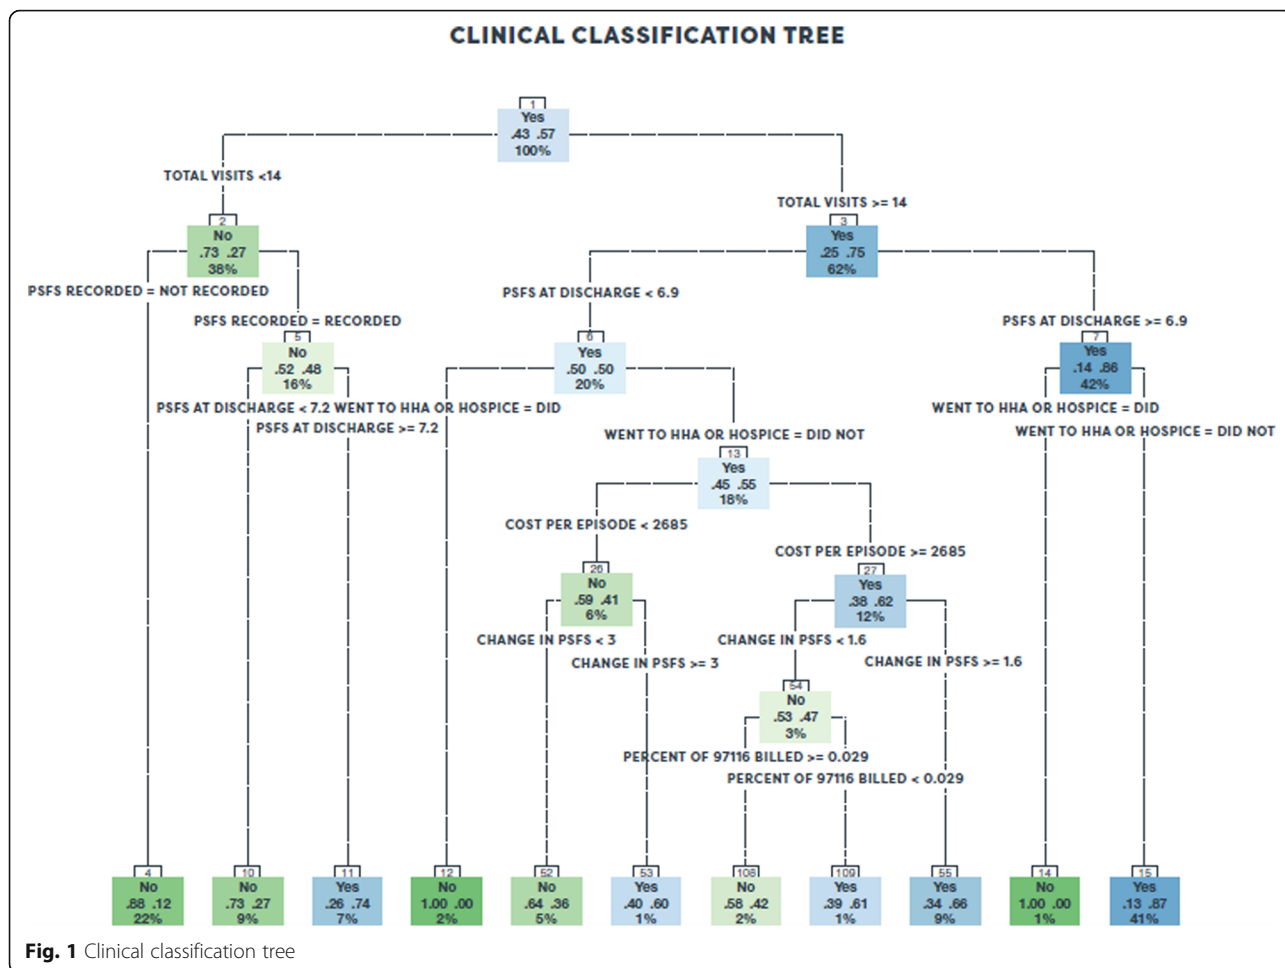 CLINICAL CLASSIFICATION TREE
1
Yes
.43 .57
100%
TOTAL VISITS <14
TOTAL VISITS >= 14
2
No
.73 .27
38%
3
Yes
.25 .75
62%
PSFS RECORDED = NOT RECORDED
PSFS RECORDED = RECORDED
PSFS AT DISCHARGE < 6.9
PSFS AT DISCHARGE >= 6.9
5
No
.52 .48
16%
6
Yes
.50 .50
20%
7
Yes
.14 .86
42%
PSFS AT DISCHARGE < 7.2
WENT TO HHA OR HOSPICE = DID
PSFS AT DISCHARGE >= 7.2
WENT TO HHA OR HOSPICE = DID NOT
WENT TO HHA OR HOSPICE = DID
WENT TO HHA OR HOSPICE = DID NOT
13
Yes
.45 .55
18%
COST PER EPISODE < 2685
COST PER EPISODE >= 2685
26
No
.59 .41
6%
27
Yes
.38 .62
12%
CHANGE IN PSFS < 3
CHANGE IN PSFS >= 3
CHANGE IN PSFS < 1.6
CHANGE IN PSFS >= 1.6
54
No
.53 .47
3%
PERCENT OF 97116 BILLED >= 0.029
PERCENT OF 97116 BILLED < 0.029
4
No
.88 .12
22%
10
No
.73 .27
9%
11
Yes
.26 .74
7%
12
No
1.00 .00
2%
52
No
.64 .36
5%
53
Yes
.40 .60
1%
108
No
.58 .42
2%
109
Yes
.39 .61
1%
55
Yes
.34 .66
9%
14
No
1.00 .00
1%
15
Yes
.13 .87
41%
Fig. 1 Clinical classification tree